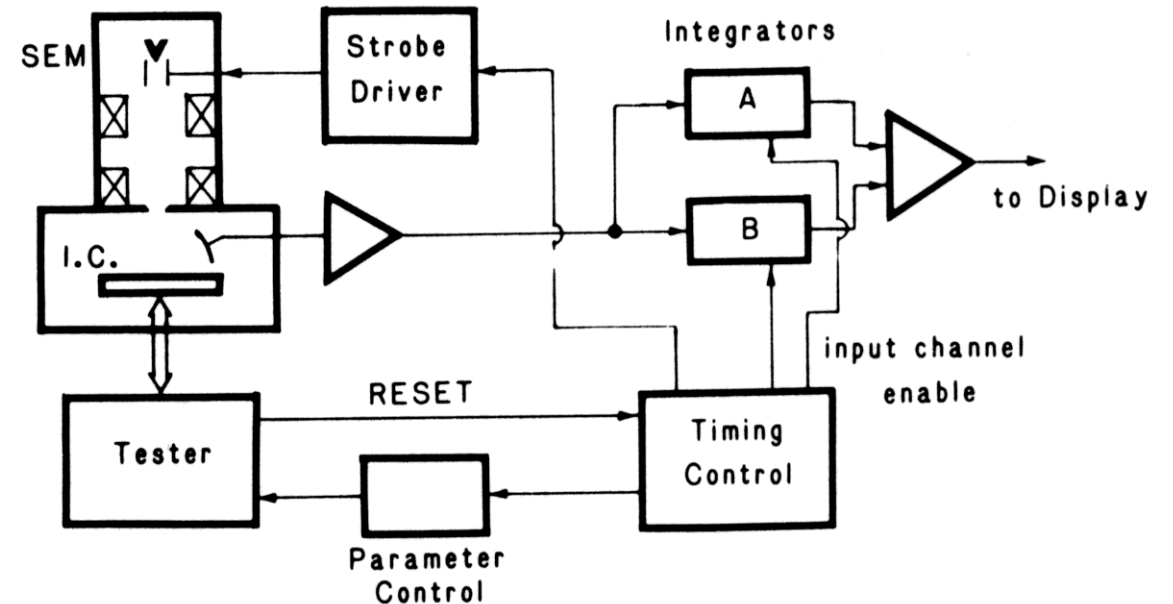 SEM
Strobe
Driver
Integrators
A
B
to Display
I.C.
input channel
enable
RESET
Tester
Timing
Control
Parameter
Control